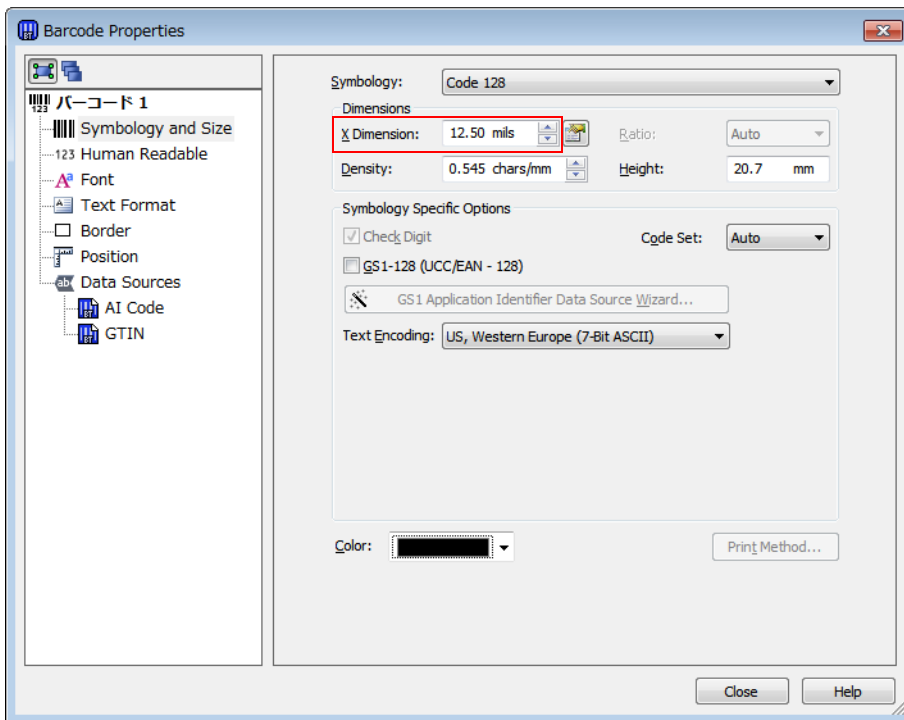 Barcode Properties
バーコード 1
Symbology and Size
Human Readable
Font
Text Format
Border
Position
Data Sources
AI Code
GTIN
Symbology: Code 128
Dimensions
X Dimension: 12.50 mils Ratio: Auto
Density: 0.545 chars/mm Height: 20.7 mm
Symbology Specific Options
Check Digit Code Set: Auto
GS1-128 (UCC/EAN - 128)
GS1 Application Identifier Data Source Wizard...
Text Encoding: US, Western Europe (7-Bit ASCII)
Color: Print Method...
Close Help